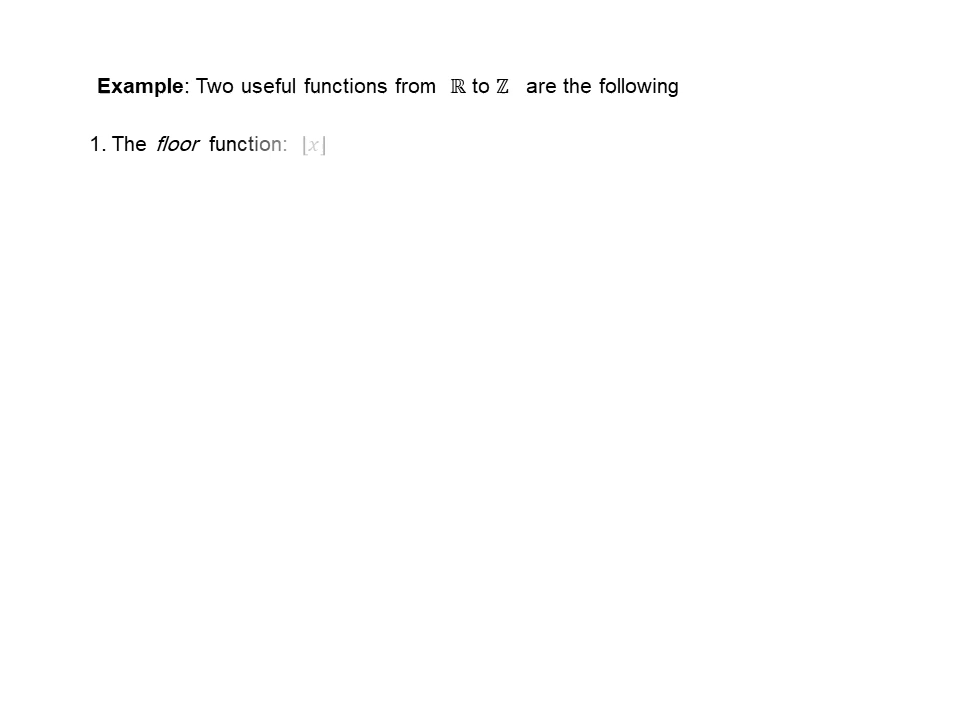 Example: Two useful functions from ℝ to ℤ are the following
1. The floor function: ⌊x⌋